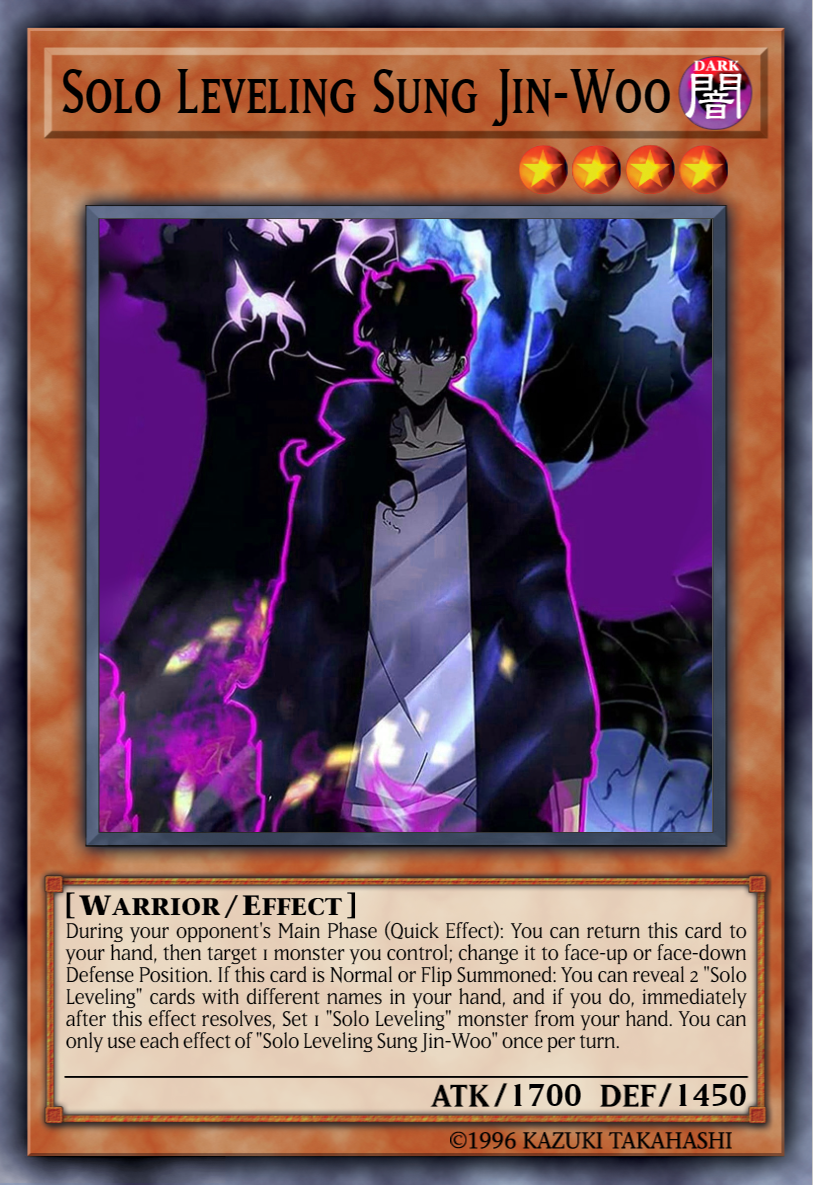 Solo Leveling Sung Jin-Woo
DARK
闇
[ Warrior / Effect ]
During your opponent's Main Phase (Quick Effect): You can return this card to
your hand, then target 1 monster you control; change it to face-up or face-down
Defense Position. If this card is Normal or Flip Summoned: You can reveal 2 "Solo
Leveling" cards with different names in your hand, and if you do, immediately
after this effect resolves, Set 1 "Solo Leveling" monster from your hand. You can
only use each effect of "Solo Leveling Sung Jin-Woo" once per turn.
ATK/1700 DEF/1450
©1996 KAZUKI TAKAHASHI